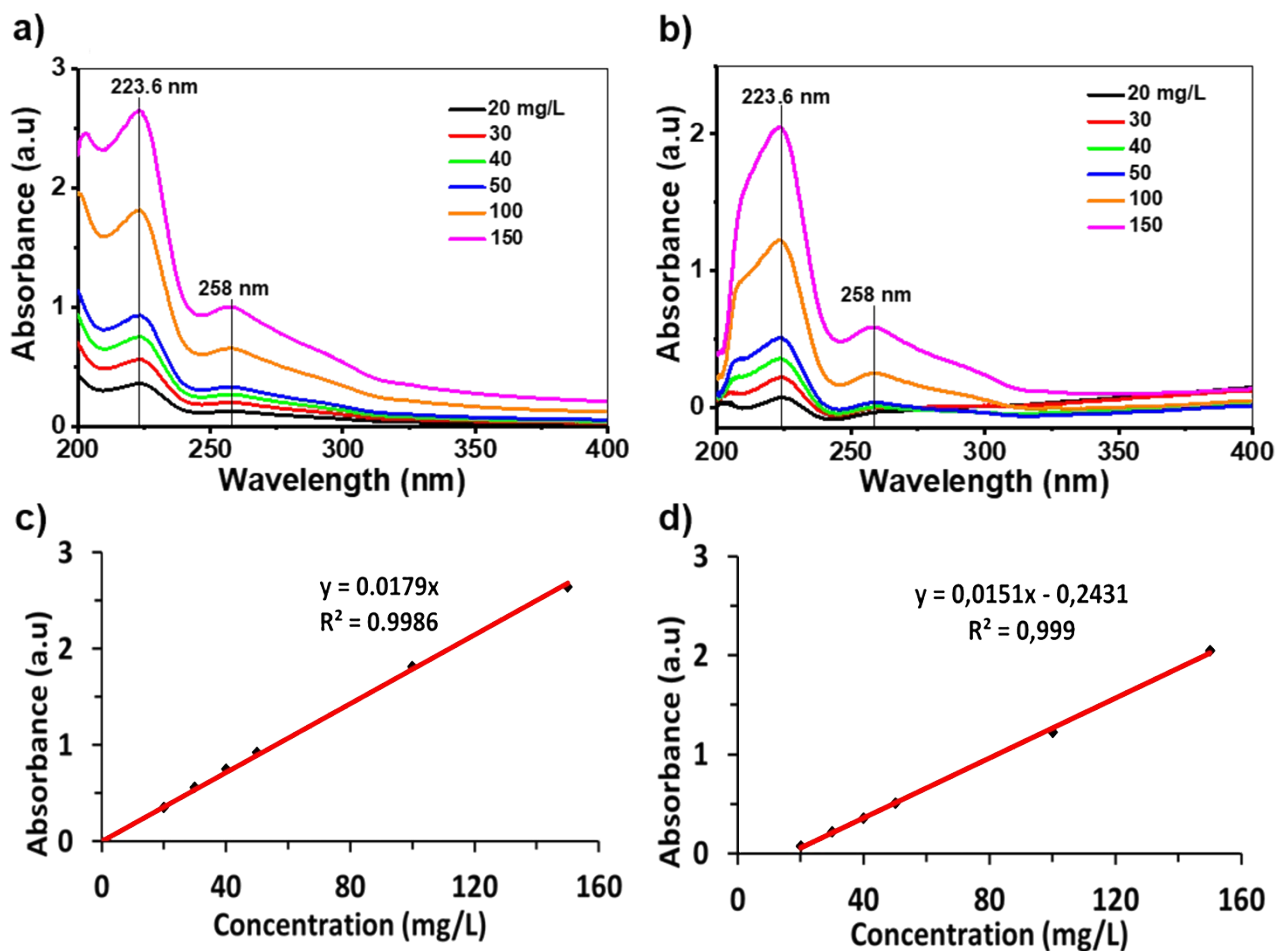 a)
3
2
1
0
223.6 nm
258 nm
20 mg/L
30
40
50
100
150
200
250
300
350
400
Absorbance (a.u)
Wavelength (nm)
b)
2
1
0
223.6 nm
258 nm
20 mg/L
30
40
50
100
150
200
250
300
350
400
Absorbance (a.u)
Wavelength (nm)
c)
3
2
1
0
y = 0.0179x
R² = 0.9986
0
40
80
120
160
Absorbance (a.u)
Concentration (mg/L)
d)
3
2
1
0
y = 0,0151x - 0,2431
R² = 0,999
0
40
80
120
160
Absorbance (a.u)
Concentration (mg/L)